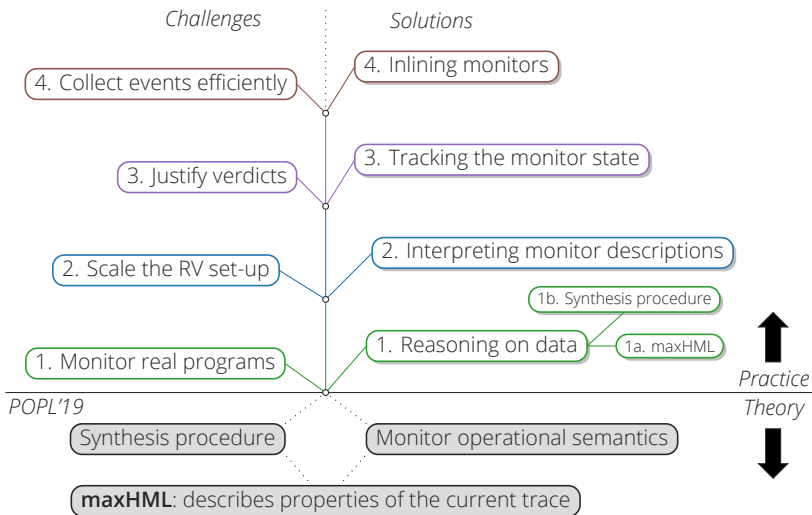 Challenges
Solutions
4. Collect events efficiently
4. Inlining monitors
3. Justify verdicts
3. Tracking the monitor state
2. Scale the RV set-up
2. Interpreting monitor descriptions
1b. Synthesis procedure
1. Monitor real programs
1. Reasoning on data
1a. maxHML
Practice
POPL’19
Theory
Synthesis procedure
Monitor operational semantics
maxHML: describes properties of the current trace